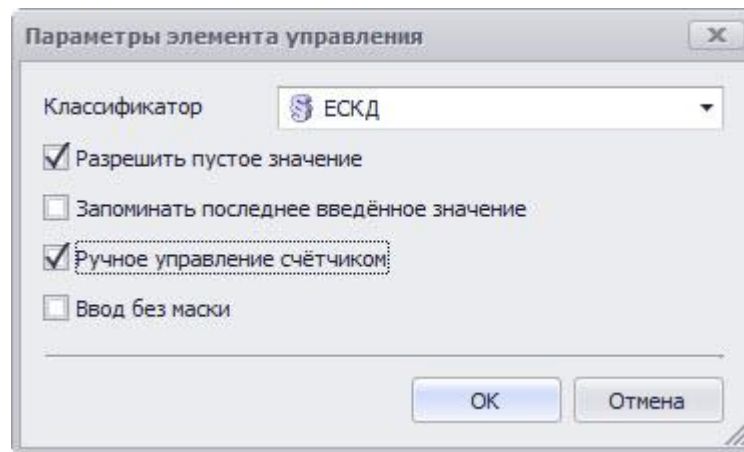 Параметры элемента управления
Классификатор ЕСКД
Разрешить пустое значение
Запоминать последнее введённое значение
Ручное управление счётчиком
Ввод без маски
ОК Отмена